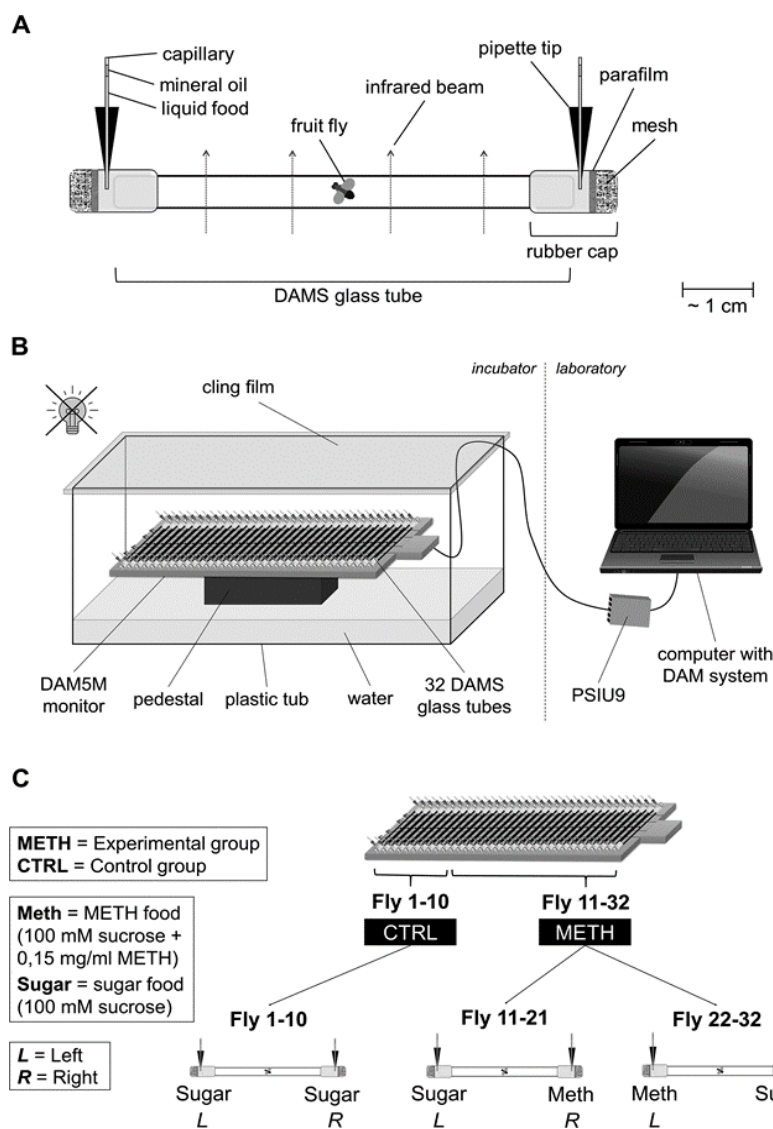 A
capillary
mineral oil
liquid food
fruit fly
infrared beam
pipette tip
parafilm
mesh
rubber cap
DAMS glass tube
~ 1 cm
B
cling film
incubator
laboratory
DAM5M
monitor
pedestal
plastic tub
water
32 DAMS
glass tubes
PSIU9
computer with
DAM system
C
METH = Experimental group
CTRL = Control group
Meth = METH food
(100 mM sucrose +
0,15 mg/ml METH)
Sugar = sugar food
(100 mM sucrose)
L = Left
R = Right
Fly 1-10
Fly 11-32
CTRL
METH
Fly 1-10
Fly 11-21
Fly 22-32
Sugar Sugar Sugar Meth Meth Su
L R L R L